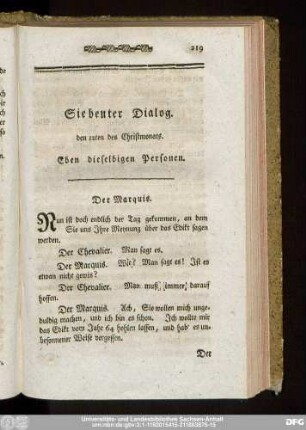 219
Siebenter Dialog.
den 12ten des Christmonats.
Eben dieselbigen Personen.
Der Marquis.
Nun ist doch endlich der Tag gekommen, an dem
Sie uns Ihre Meynung über das Edikt sagen
werden.
Der Chevalier. Man sagt es.
Der Marquis. Wie? Man sagt es! Ist es
etwan nicht gewis?
Der Chevalier. Man muß immer darauf
hoffen.
Der Marquis. Ach, Sie wollen mich unge-
duldig machen, und ich bin es schon. Ich wollte mir
das Edikt vom Jahr 64 hohlen lassen, und hab' es un-
besonnener Weise vergessen.
Der
Universitäts- und Landesbibliothek Sachsen-Anhalt
DFG